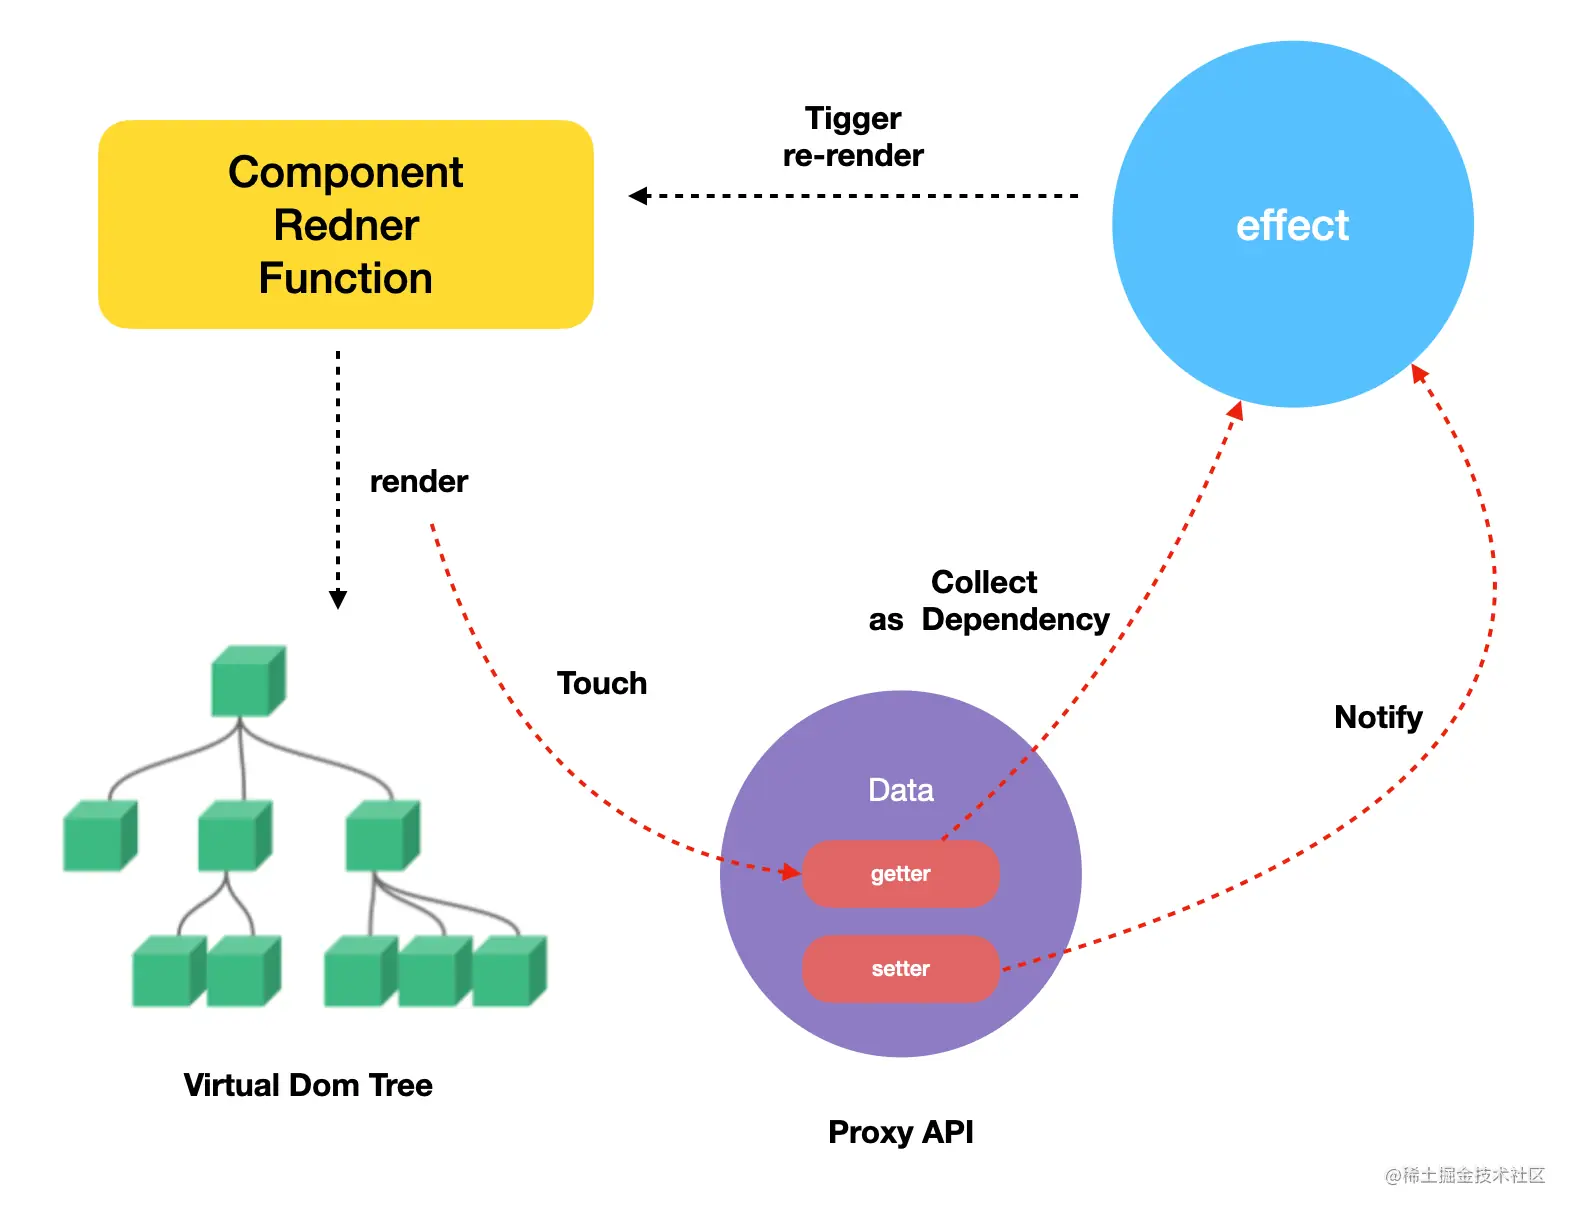 Tigger
re-render
Component
Redner
Function
effect
render
Collect
as Dependency
Touch
Notify
Data
getter
setter
Virtual Dom Tree
Proxy API
@稀土掘金技术社区